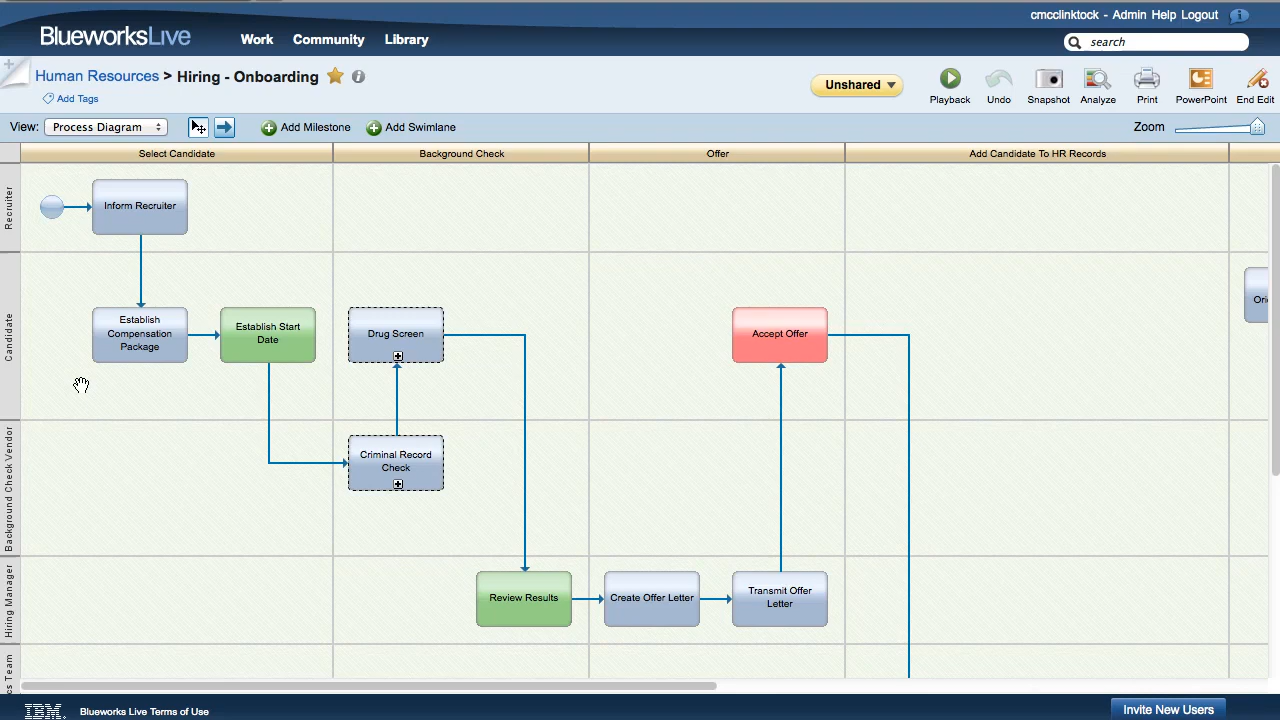 cmcclinktock - Admin Help Logout
BlueworksLive
Work Community Library
search
Human Resources > Hiring - Onboarding
Unshared
Add Tags
Playback Undo Snapshot Analyze Print PowerPoint End Edit
View: Process Diagram Add Milestone Add Swimlane Zoom
Select Candidate Background Check Offer Add Candidate To HR Records
Recruiter
Inform Recruiter
Candidate
Establish
Compensation
Package
Establish Start
Date
Drug Screen
Accept Offer
Background Check Vendor
Criminal Record
Check
Hiring Manager
Review Results
Create Offer Letter
Transmit Offer
Letter
Team
IBM. Blueworks Live Terms of Use
Invite New Users